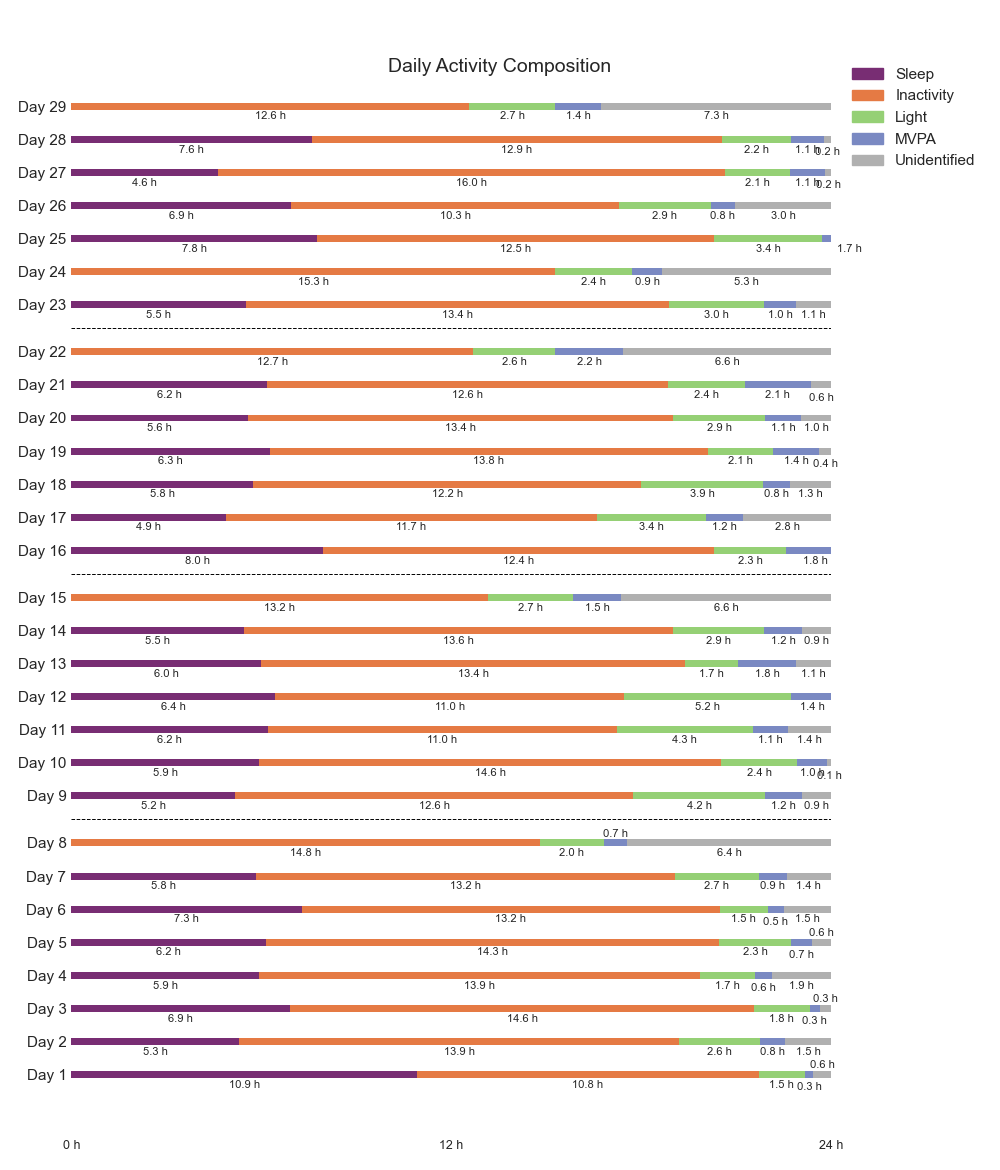 Daily Activity Composition
Sleep
Inactivity
Light
MVPA
Unidentified
Day 29
12.6 h 2.7 h 1.4 h 7.3 h
Day 28
7.6 h 12.9 h 2.2 h 1.1 h 0.2 h
Day 27
4.6 h 16.0 h 2.1 h 1.1 h 0.2 h
Day 26
6.9 h 10.3 h 2.9 h 0.8 h 3.0 h
Day 25
7.8 h 12.5 h 3.4 h 1.7 h
Day 24
15.3 h 2.4 h 0.9 h 5.3 h
Day 23
5.5 h 13.4 h 3.0 h 1.0 h 1.1 h
Day 22
12.7 h 2.6 h 2.2 h 6.6 h
Day 21
6.2 h 12.6 h 2.4 h 2.1 h 0.6 h
Day 20
5.6 h 13.4 h 2.9 h 1.1 h 1.0 h
Day 19
6.3 h 13.8 h 2.1 h 1.4 h 0.4 h
Day 18
5.8 h 12.2 h 3.9 h 0.8 h 1.3 h
Day 17
4.9 h 11.7 h 3.4 h 1.2 h 2.8 h
Day 16
8.0 h 12.4 h 2.3 h 1.8 h
Day 15
13.2 h 2.7 h 1.5 h 6.6 h
Day 14
5.5 h 13.6 h 2.9 h 1.2 h 0.9 h
Day 13
6.0 h 13.4 h 1.7 h 1.8 h 1.1 h
Day 12
6.4 h 11.0 h 5.2 h 1.4 h
Day 11
6.2 h 11.0 h 4.3 h 1.1 h 1.4 h
Day 10
5.9 h 14.6 h 2.4 h 1.0 h 0.1 h
Day 9
5.2 h 12.6 h 4.2 h 1.2 h 0.9 h
0.7 h
Day 8
14.8 h 2.0 h 6.4 h
Day 7
5.8 h 13.2 h 2.7 h 0.9 h 1.4 h
Day 6
7.3 h 13.2 h 1.5 h 0.5 h 1.5 h
0.6 h
Day 5
6.2 h 14.3 h 2.3 h 0.7 h
Day 4
5.9 h 13.9 h 1.7 h 0.6 h 1.9 h
0.3 h
Day 3
6.9 h 14.6 h 1.8 h 0.3 h
Day 2
5.3 h 13.9 h 2.6 h 0.8 h 1.5 h
0.6 h
Day 1
10.9 h 10.8 h 1.5 h 0.3 h
0 h 12 h 24 h